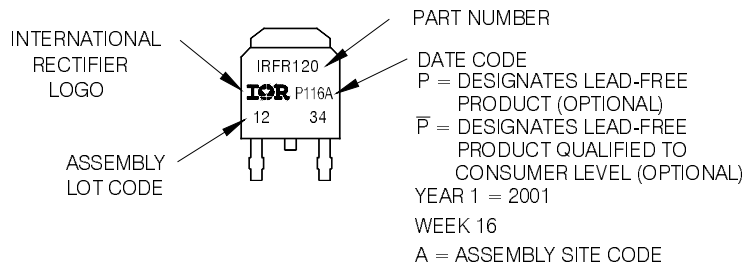 INTERNATIONAL
RECTIFIER
LOGO
ASSEMBLY
LOT CODE
IRFR120
IOR P116A
12 34
PART NUMBER
DATE CODE
P = DESIGNATES LEAD-FREE
PRODUCT (OPTIONAL)
P̅ = DESIGNATES LEAD-FREE
PRODUCT QUALIFIED TO
CONSUMER LEVEL (OPTIONAL)
YEAR 1 = 2001
WEEK 16
A = ASSEMBLY SITE CODE